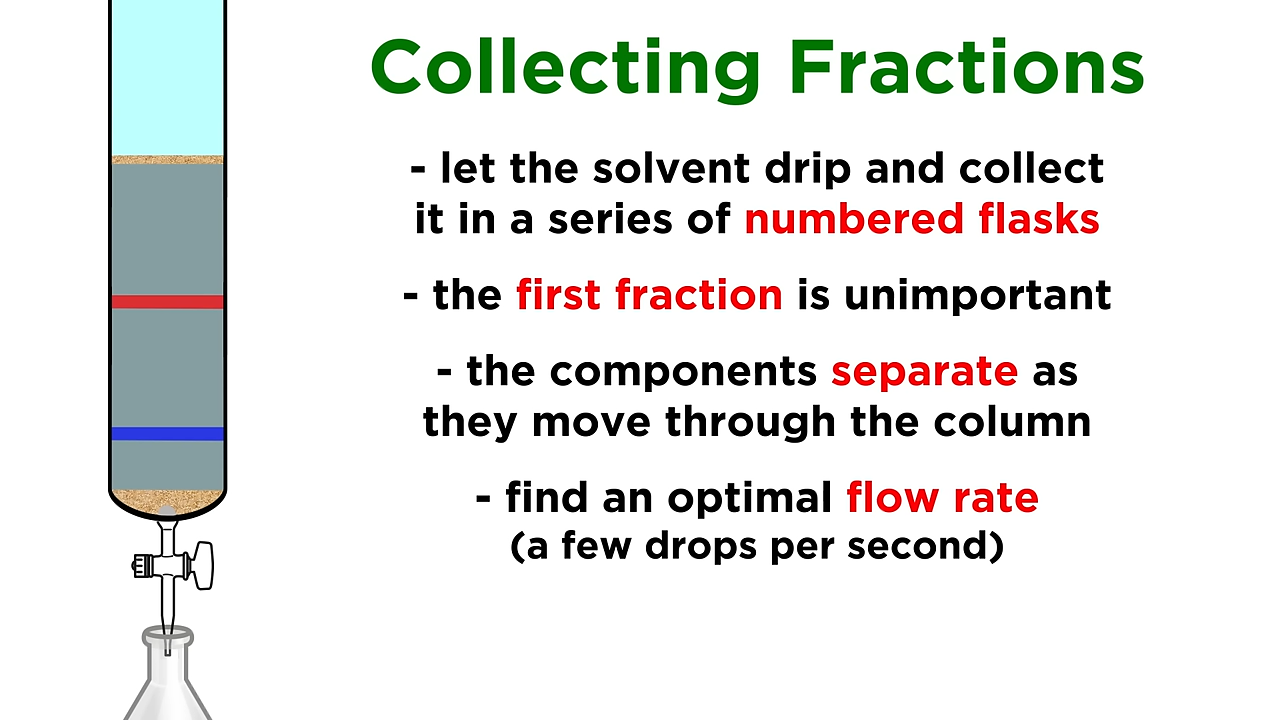 Collecting Fractions
- let the solvent drip and collect
it in a series of numbered flasks
- the first fraction is unimportant
- the components separate as
they move through the column
- find an optimal flow rate
(a few drops per second)